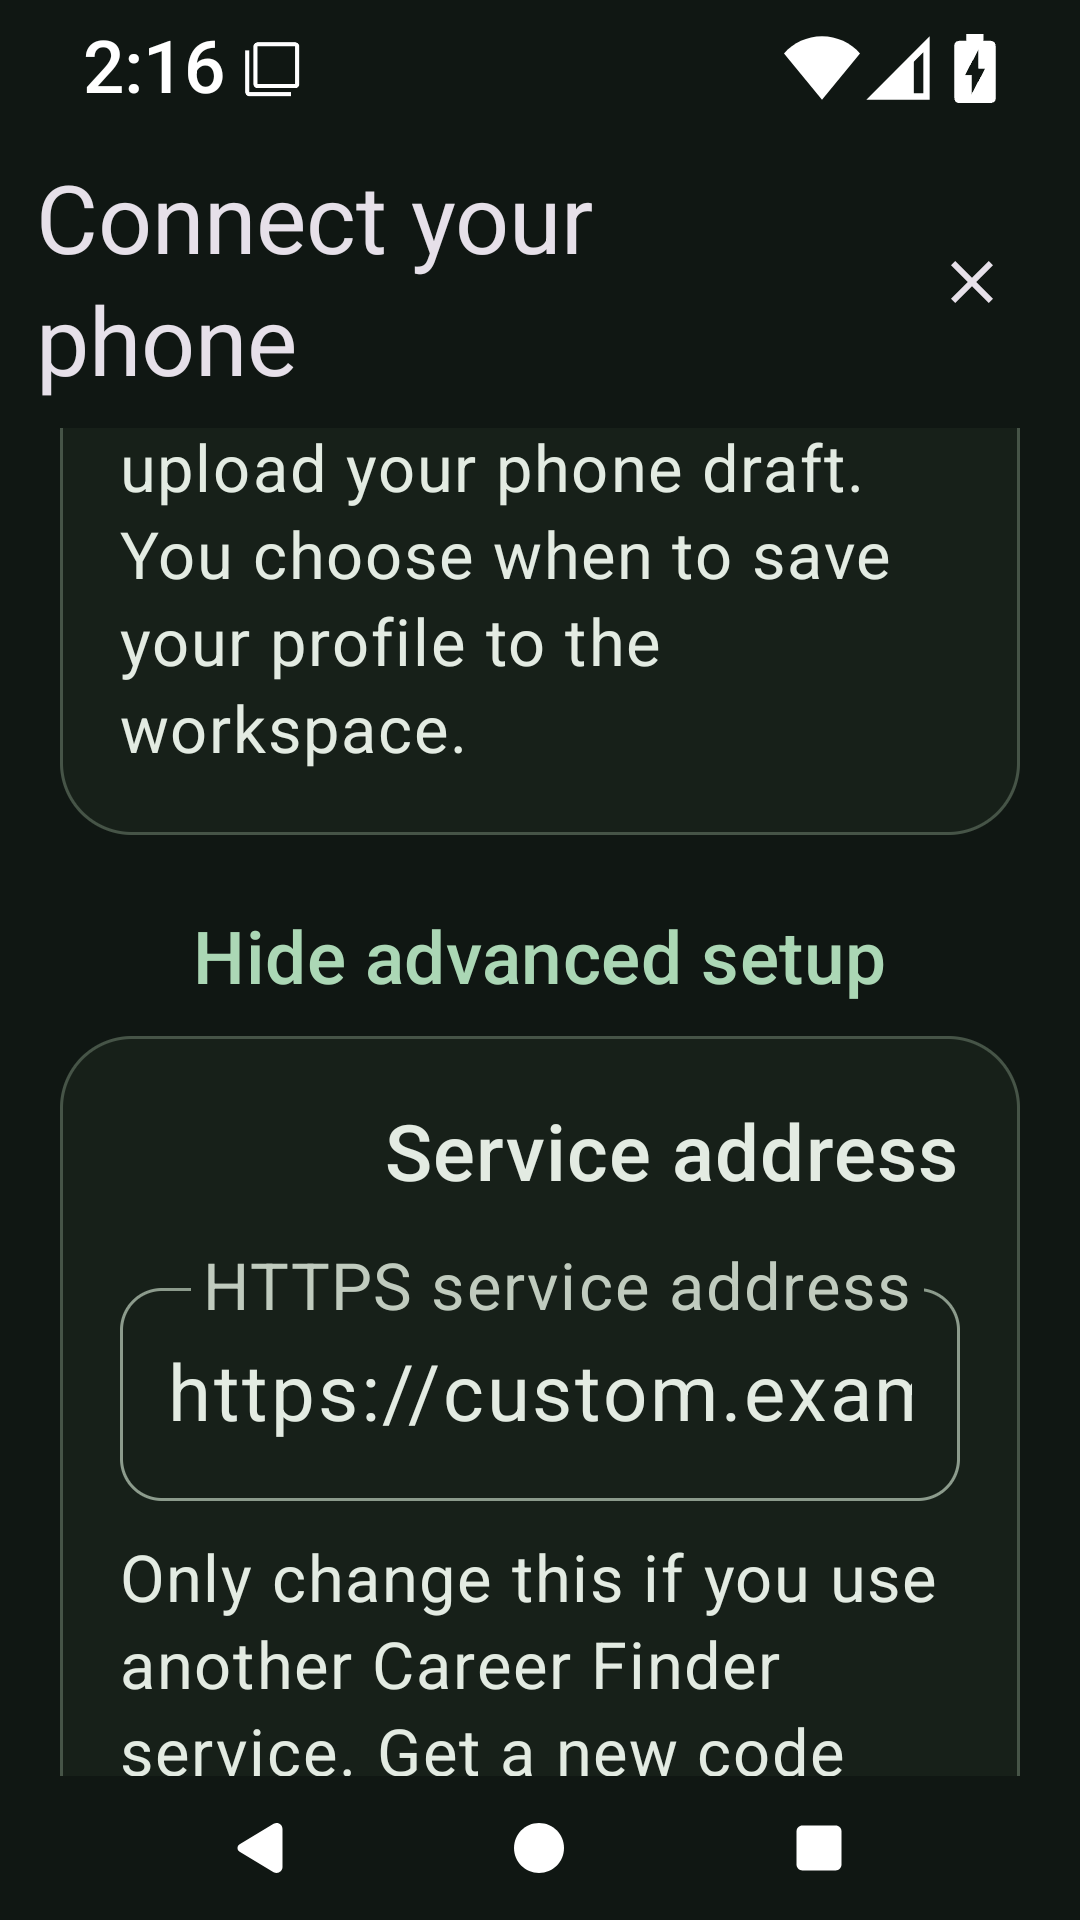 2:16
Connect your
phone
upload your phone draft.
You choose when to save
your profile to the
workspace.
Hide advanced setup
Service address
HTTPS service address
https://custom.exam
Only change this if you use
another Career Finder
service. Get a new code